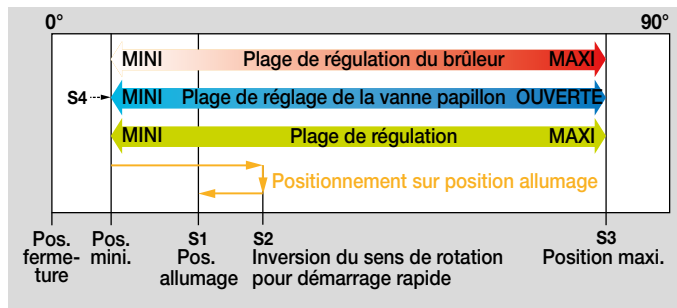 0° 90°
MINI Plage de régulation du brûleur MAXI
S4 MINI Plage de réglage de la vanne papillon OUVERTE
MINI Plage de régulation MAXI
Positionnement sur position allumage
Pos. fermeture
Pos. mini.
S1
Pos. allumage
S2
Inversion du sens de rotation
pour démarrage rapide
S3
Position maxi.